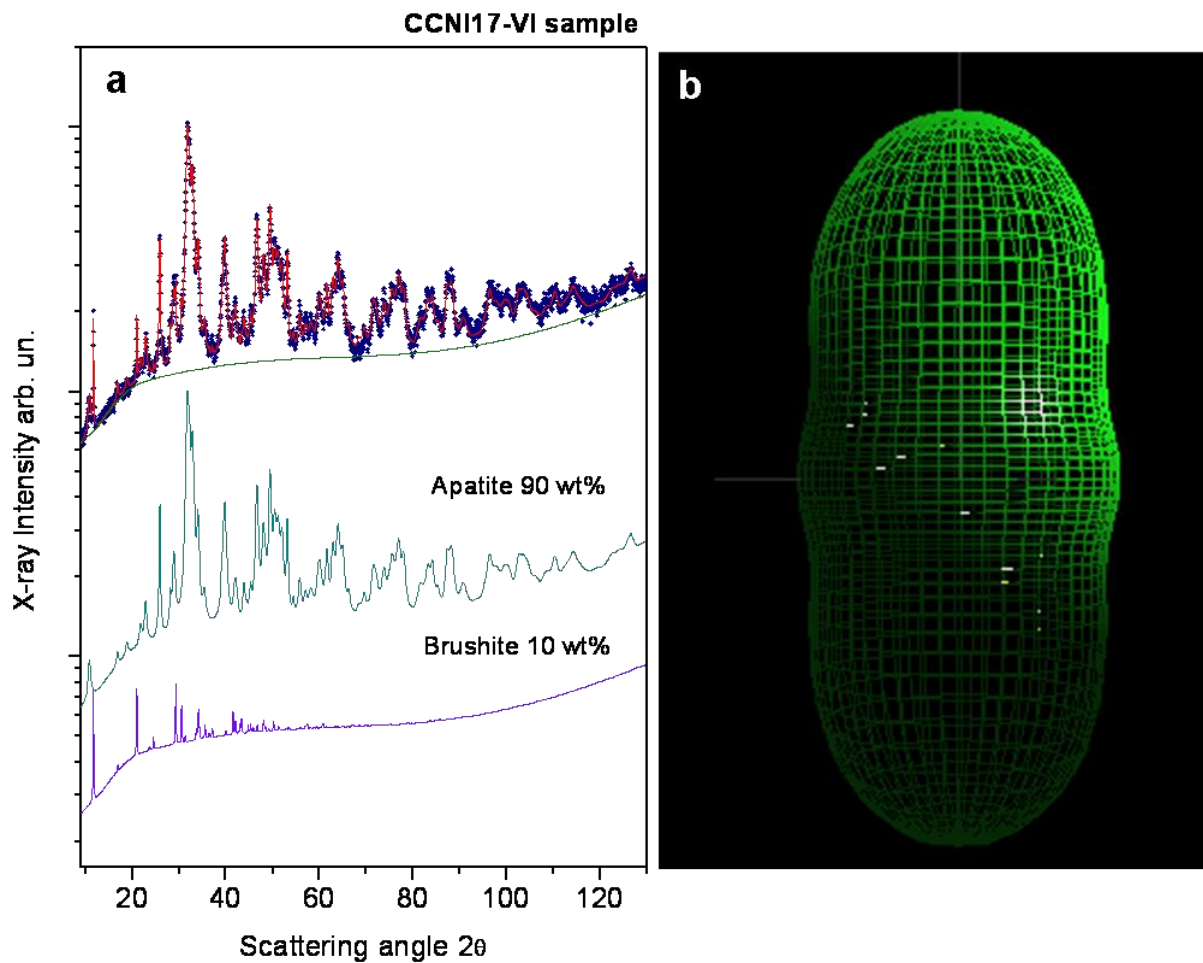 CCNI17-VI sample
a
b
X-ray Intensity arb. un.
Apatite 90 wt%
Brushite 10 wt%
20 40 60 80 100 120
Scattering angle 2θ